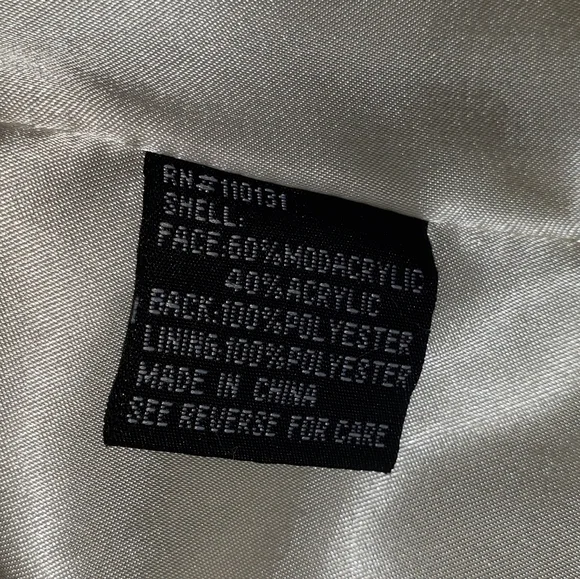 RN#110131
SHELL:
FACE:60%MODACRYLIC
40%ACRYLIC
BACK:100%POLYESTER
LINING:100%POLYESTER
MADE IN CHINA
SEE REVERSE FOR CARE